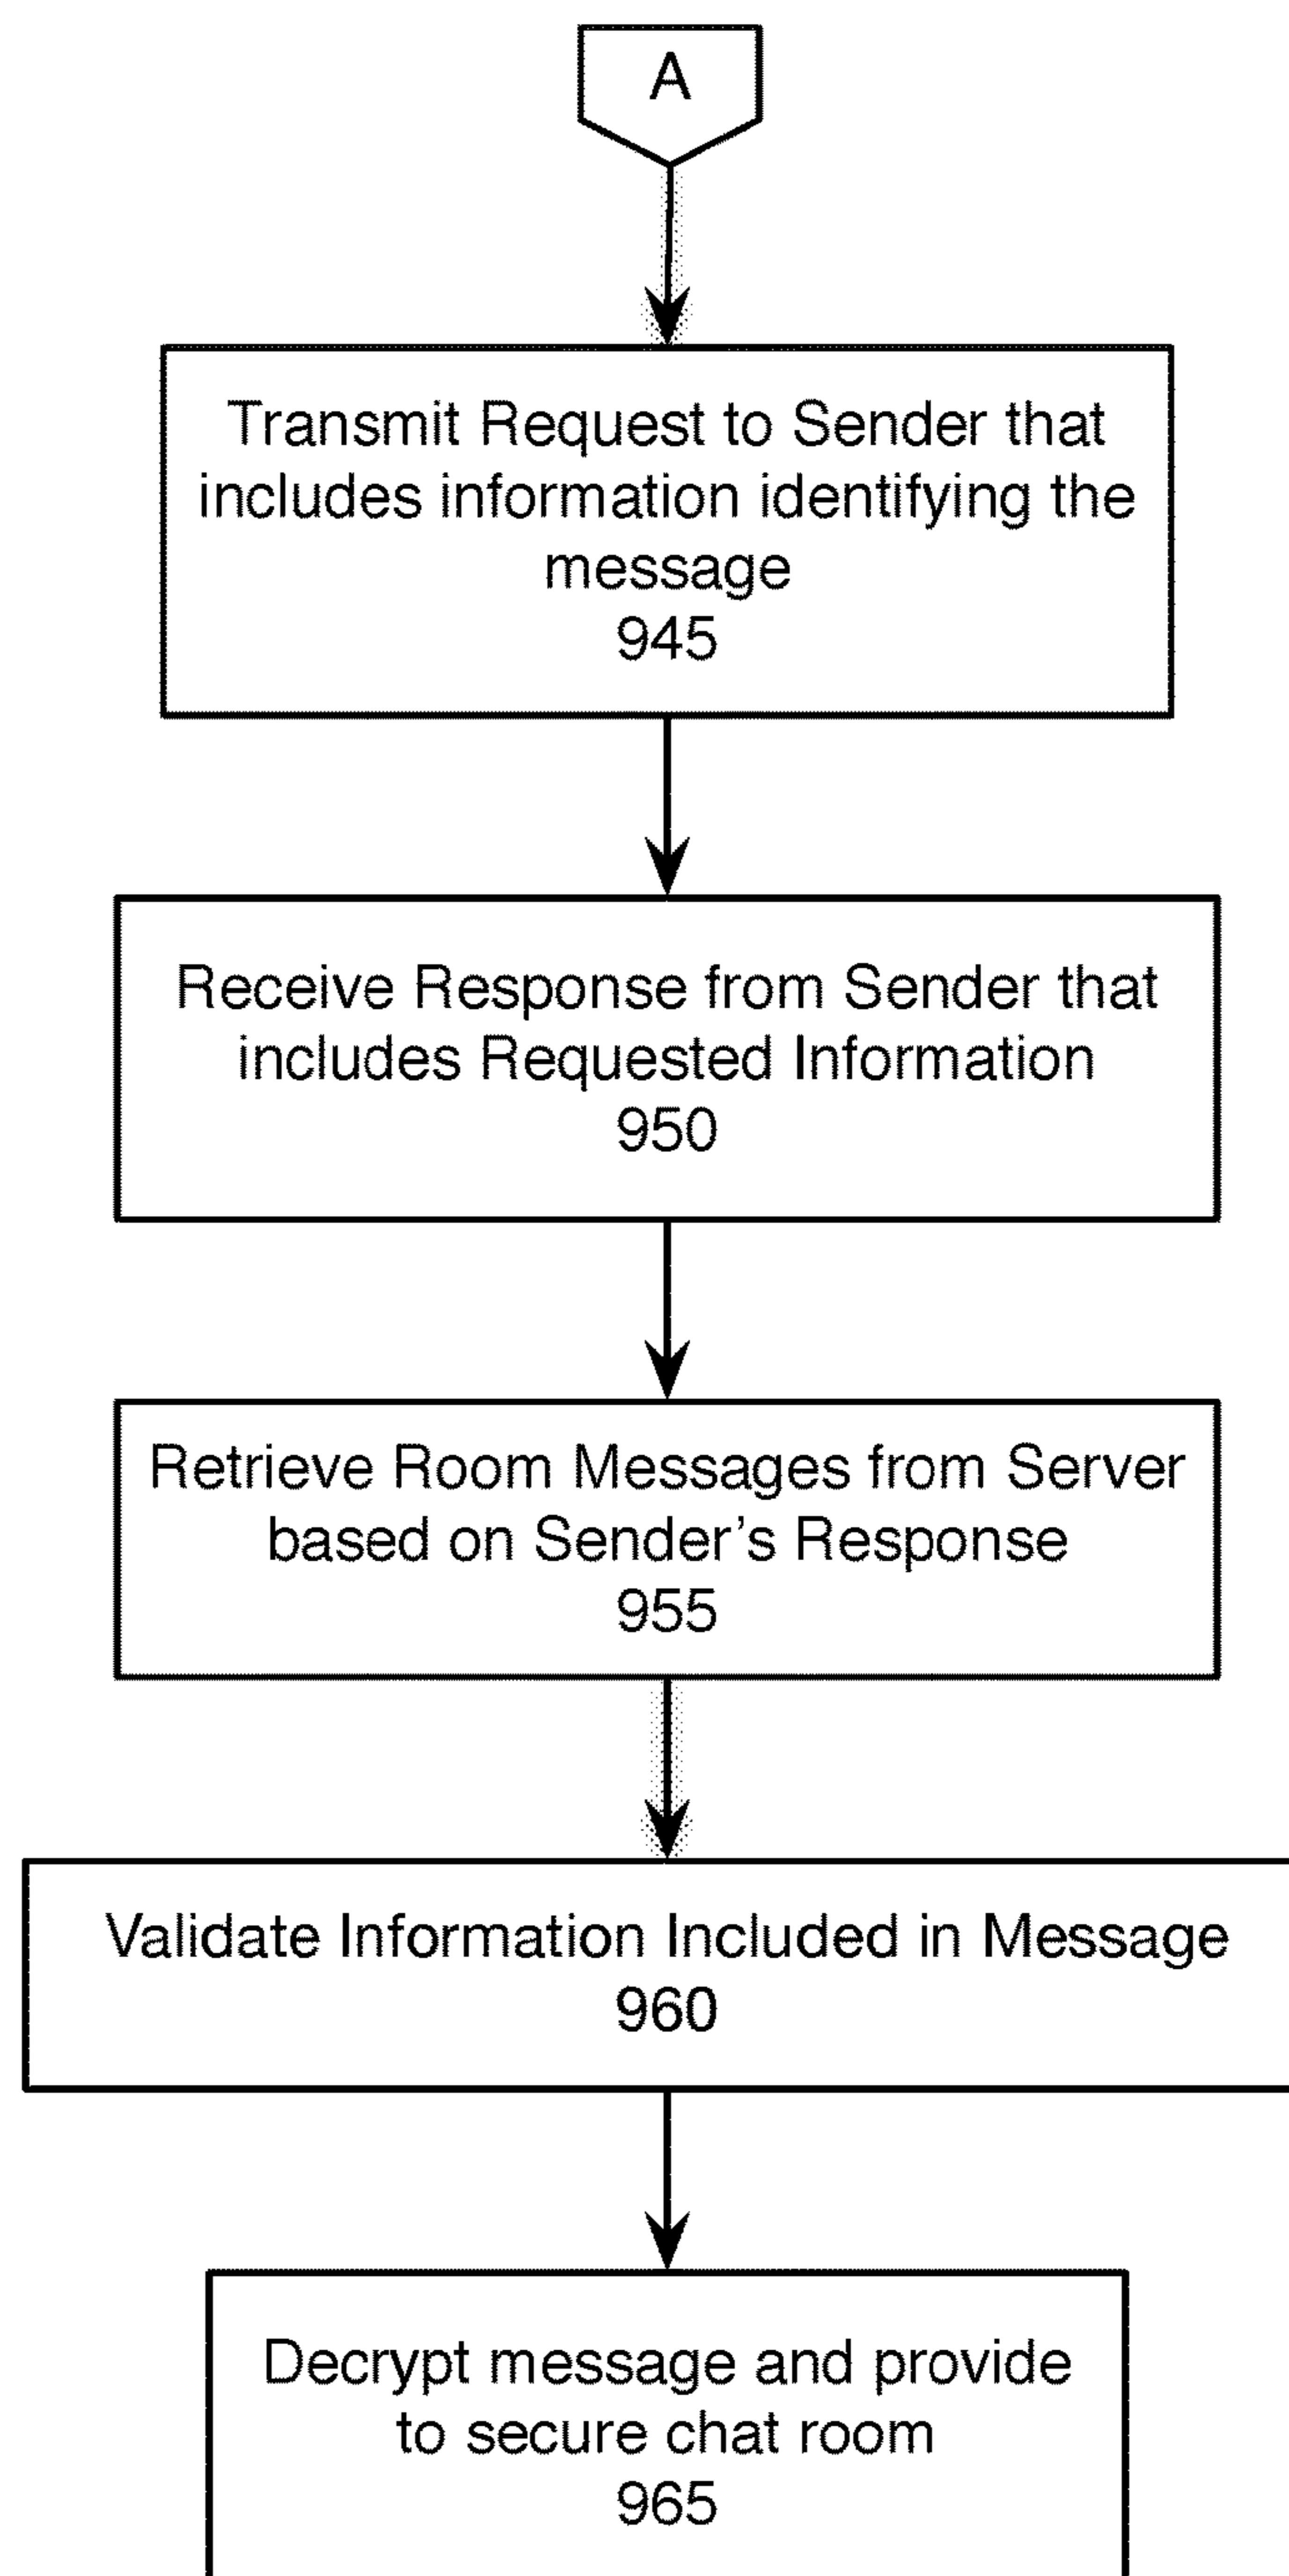 A
Transmit Request to Sender that
includes information identifying the
message
945
Receive Response from Sender that
includes Requested Information
950
Retrieve Room Messages from Server
based on Sender's Response
955
Validate Information Included in Message
960
Decrypt message and provide
to secure chat room
965